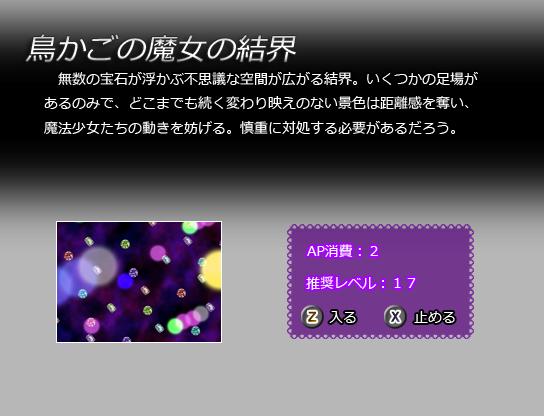 鳥かごの魔女の結界
無数の宝石が浮かぶ不思議な空間が広がる結界。いくつかの足場が
あるのみで、どこまでも続く変わり映えのない景色は距離感を奪い、
魔法少女たちの動きを妨げる。慎重に対処する必要があるだろう。
AP消費：２
推奨レベル：１７
Z 入る X 止める